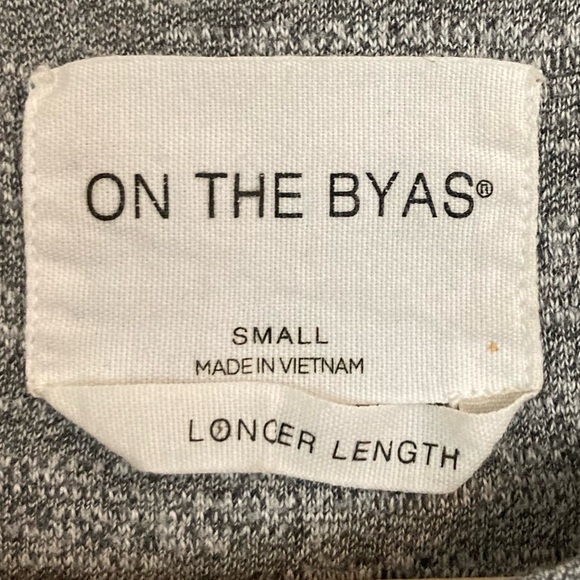 ON THE BYAS®
SMALL
MADE IN VIETNAM
LONGER LENGTH